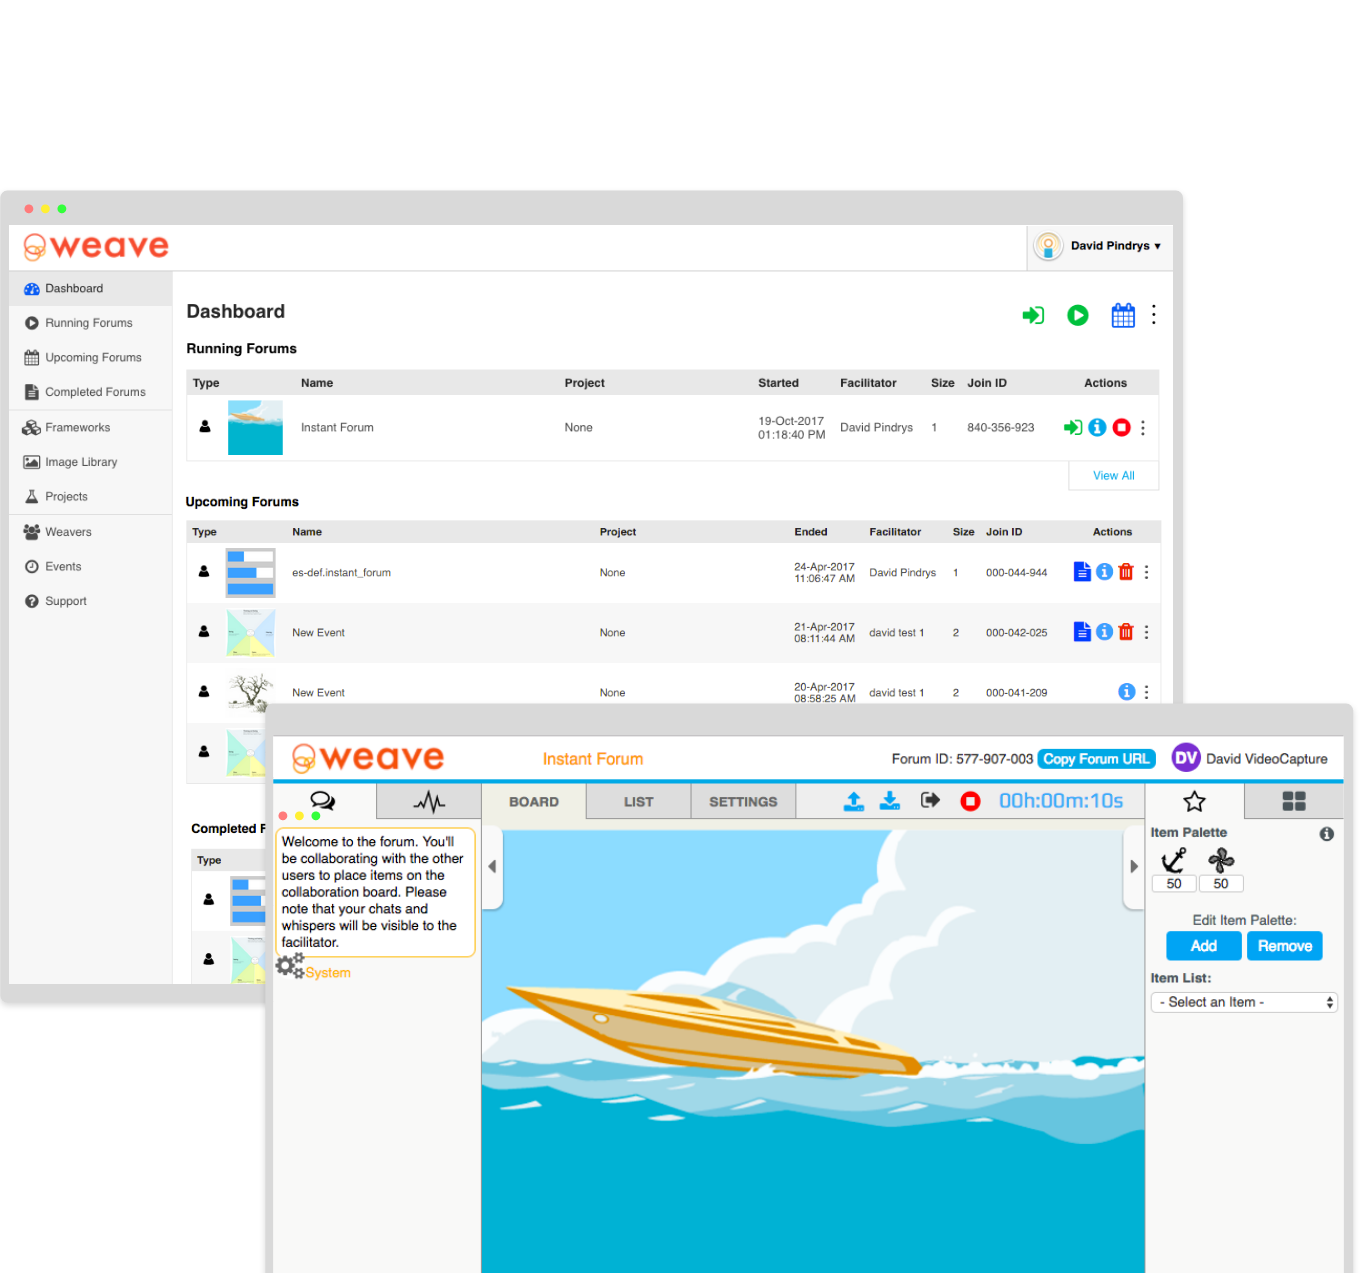 weave
David Pindrys ▾
Dashboard
Running Forums
Upcoming Forums
Completed Forums
Frameworks
Image Library
Projects
Weavers
Events
Support
Dashboard
Running Forums
Type Name Project Started Facilitator Size Join ID Actions
Instant Forum None 19-Oct-2017 David Pindrys 1 840-356-923
01:18:40 PM
View All
Upcoming Forums
Type Name Project Ended Facilitator Size Join ID Actions
es-def.instant_forum None 24-Apr-2017 David Pindrys 1 000-044-944
11:06:47 AM
New Event None 21-Apr-2017 david test 1 2 000-042-025
08:11:44 AM
New Event None 20-Apr-2017 david test 1 2 000-041-209
08:58:25 AM
Completed F
Type
weave
Instant Forum
Forum ID: 577-907-003 Copy Forum URL
DV David VideoCapture
BOARD LIST SETTINGS
00h:00m:10s
Welcome to the forum. You'll
be collaborating with the other
users to place items on the
collaboration board. Please
note that your chats and
whispers will be visible to the
facilitator.
System
Item Palette
50 50
Edit Item Palette:
Add Remove
Item List:
- Select an Item -